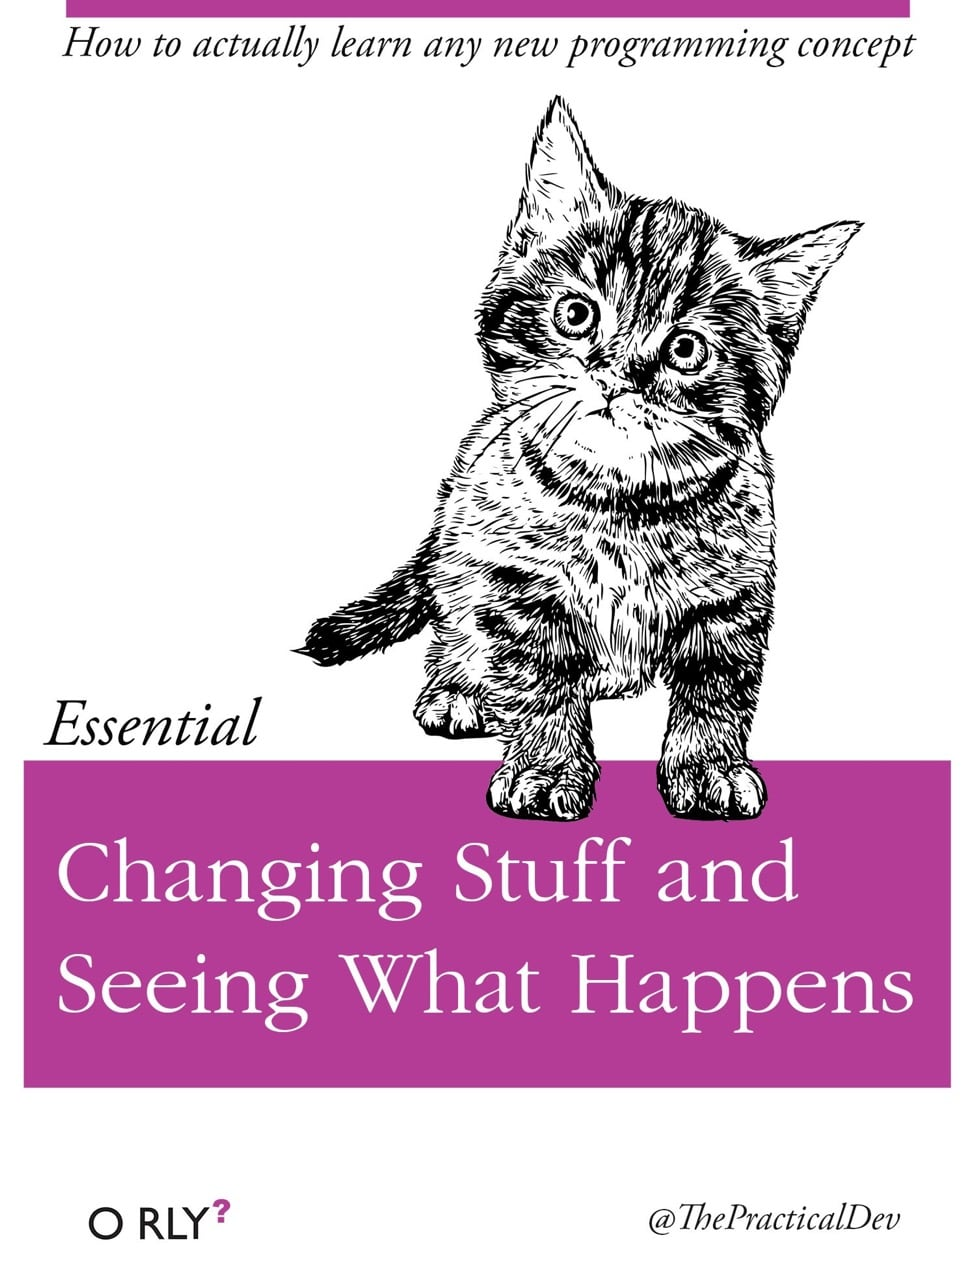 How to actually learn any new programming concept
Essential
Changing Stuff and
Seeing What Happens
O RLY?
@ThePracticalDev